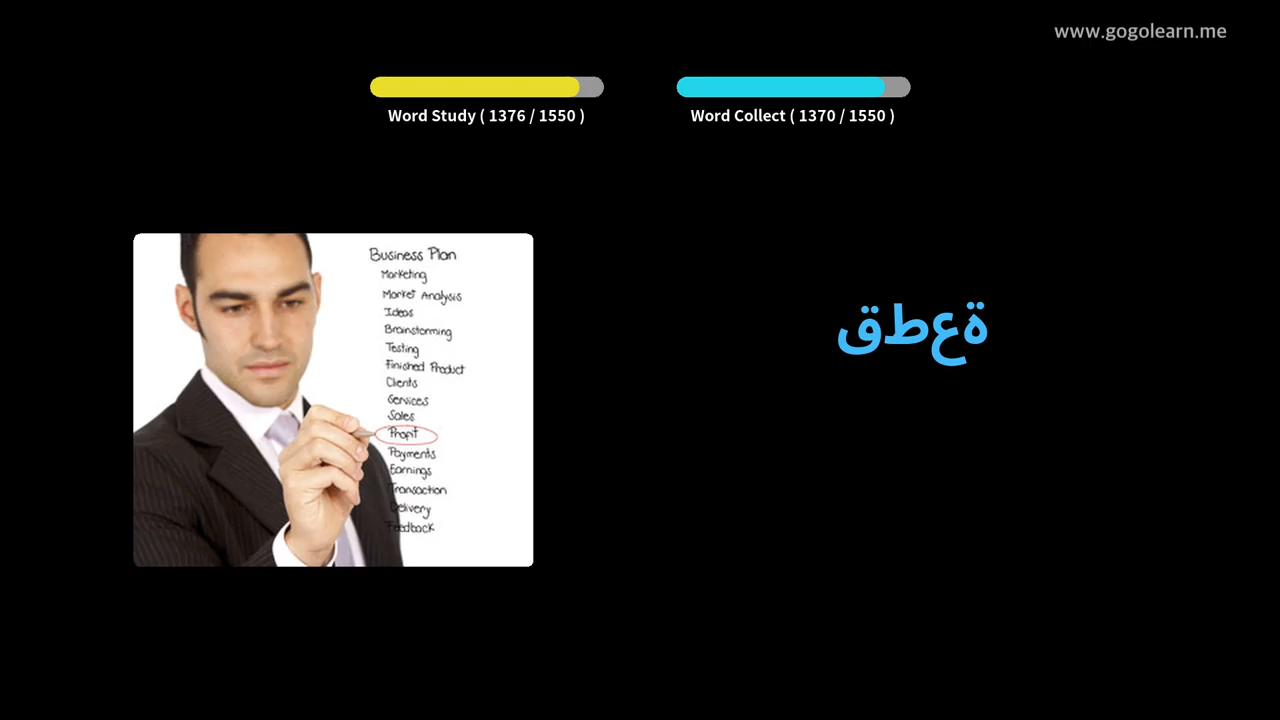 www.gogolearn.me
Word Study ( 1376 / 1550 )
Word Collect ( 1370 / 1550 )
Business Plan
Marketing
Market Analysis
Ideas
Brainstorming
Testing
Finished Product
Clients
Services
Sales
Profit
Payments
Earnings
Transaction
Delivery
Feedback
ةعطق